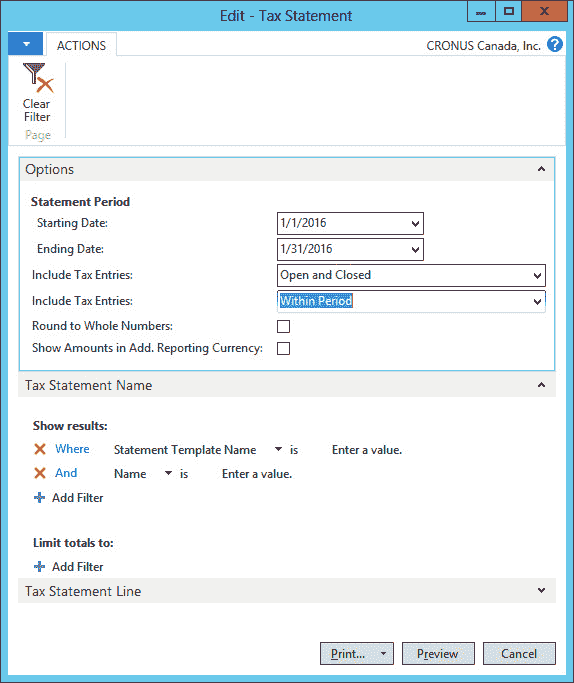 Edit - Tax Statement
X
ACTIONS
CRONUS Canada, Inc. ?
Clear
Filter
Page
Options
Statement Period
Starting Date: 1/1/2016
Ending Date: 1/31/2016
Include Tax Entries: Open and Closed
Include Tax Entries: Within Period
Round to Whole Numbers:
Show Amounts in Add. Reporting Currency:
Tax Statement Name
Show results:
Where Statement Template Name is Enter a value.
And Name is Enter a value.
Add Filter
Limit totals to:
Add Filter
Tax Statement Line
Print... Preview Cancel